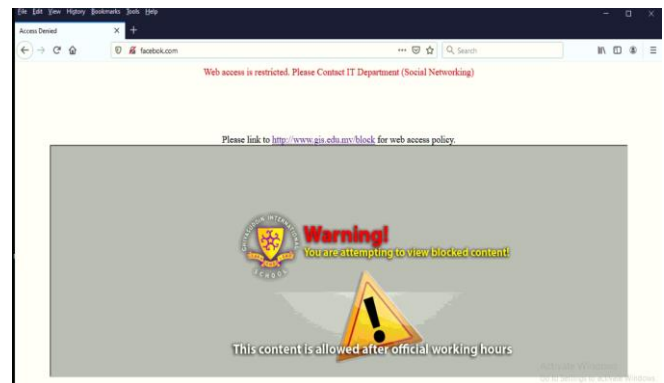 File Edit View History Bookmarks Tools Help
Access Denied
facebok.com
Search
Web access is restricted. Please Contact IT Department (Social Networking)
Please link to http://www.gis.edu.my/block for web access policy.
INTERNATIONAL
SCHOOL
Warning!
You are attempting to view blocked content!
This content is allowed after official working hours
Activate Windows
Go to Settings to activate Windows